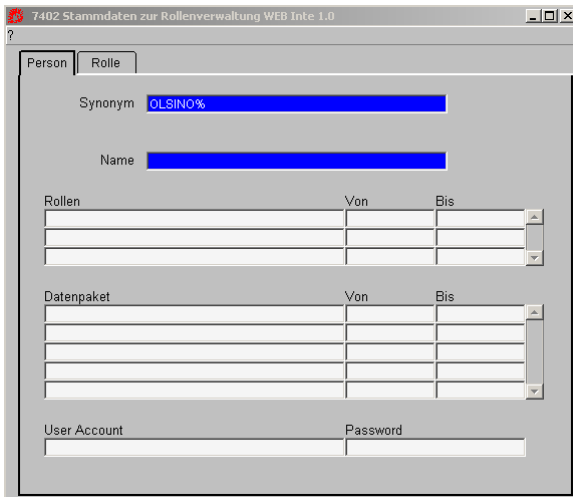 7402 Stammdaten zur Rollenverwaltung WEB Inte 1.0
?
Person Rolle
Synonym OLSINO%
Name
Rollen Von Bis
Datenpaket Von Bis
User Account Password